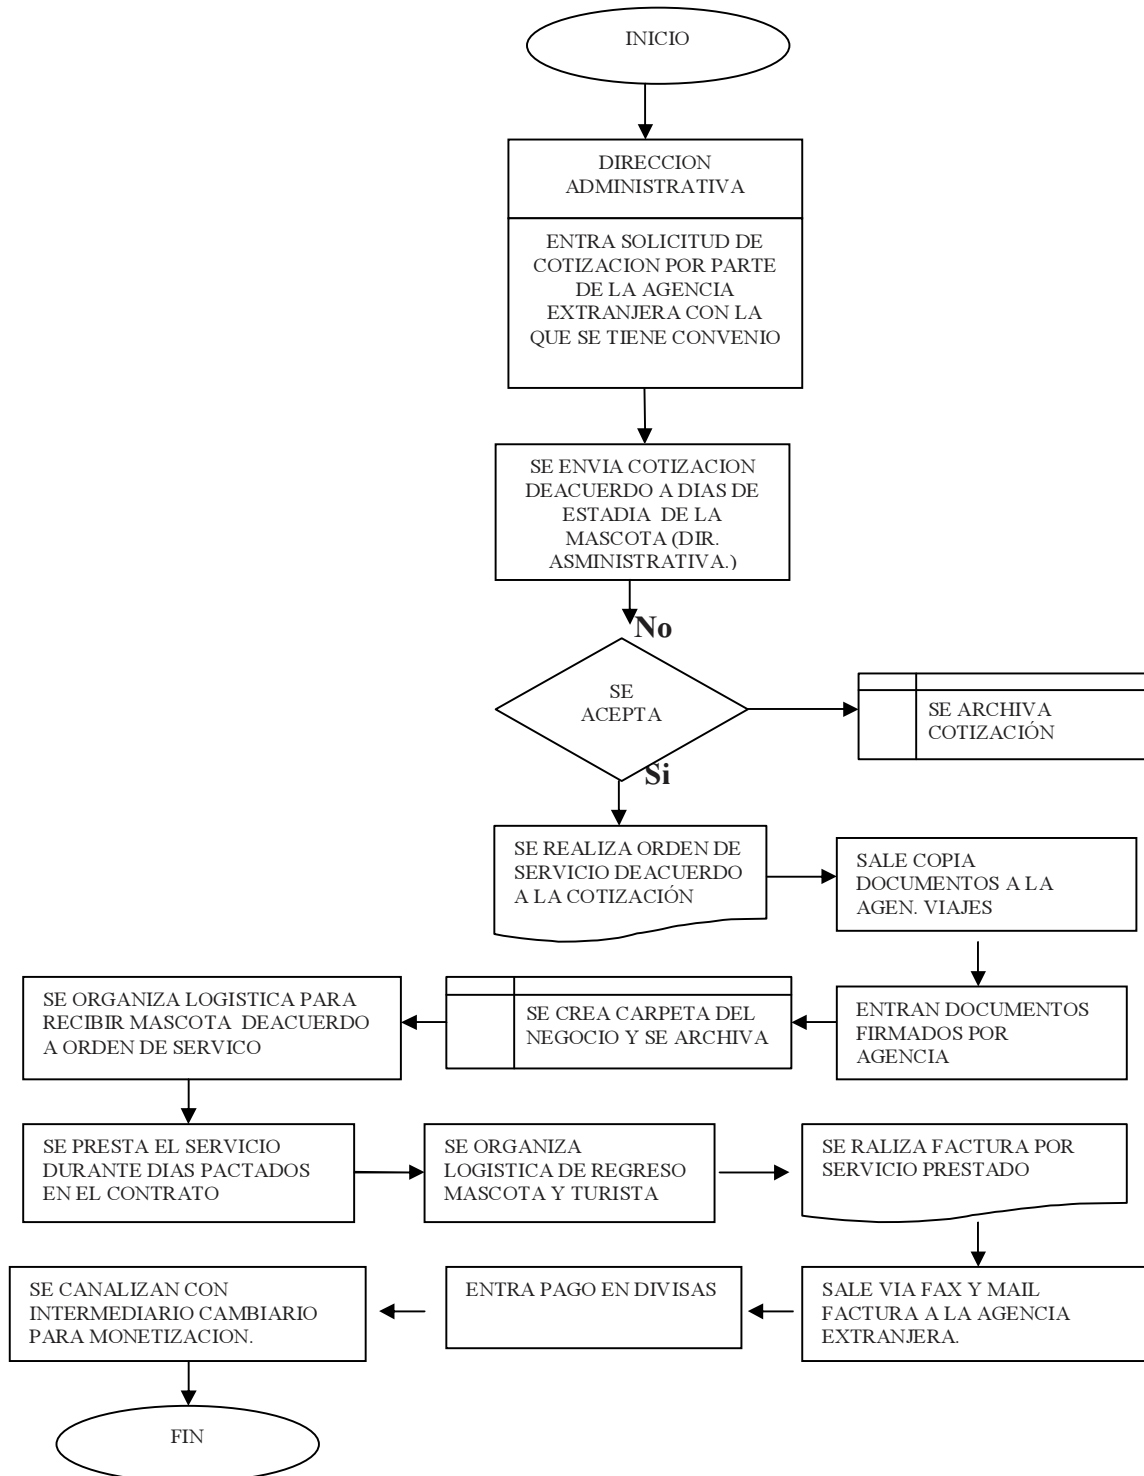 INICIO
DIRECCION
ADMINISTRATIVA
ENTRA SOLICITUD DE
COTIZACION POR PARTE
DE LA AGENCIA
EXTRANJERA CON LA
QUE SE TIENE CONVENIO
SE ENVIA COTIZACION
DEACUERDO A DIAS DE
ESTADIA DE LA
MASCOTA (DIR.
ASMINISTRATIVA.)
No
SE
ACEPTA
SE ARCHIVA
COTIZACIÓN
Si
SE REALIZA ORDEN DE
SERVICIO DEACUERDO
A LA COTIZACIÓN
SALE COPIA
DOCUMENTOS A LA
AGEN. VIAJES
ENTRAN DOCUMENTOS
FIRMADOS POR
AGENCIA
SE CREA CARPETA DEL
NEGOCIO Y SE ARCHIVA
SE ORGANIZA LOGISTICA PARA
RECIBIR MASCOTA DEACUERDO
A ORDEN DE SERVICO
SE PRESTA EL SERVICIO
DURANTE DIAS PACTADOS
EN EL CONTRATO
SE ORGANIZA
LOGISTICA DE REGRESO
MASCOTA Y TURISTA
SE RALIZA FACTURA POR
SERVICIO PRESTADO
SALE VIA FAX Y MAIL
FACTURA A LA AGENCIA
EXTRANJERA.
ENTRA PAGO EN DIVISAS
SE CANALIZAN CON
INTERMEDIARIO CAMBIARIO
PARA MONETIZACION.
FIN